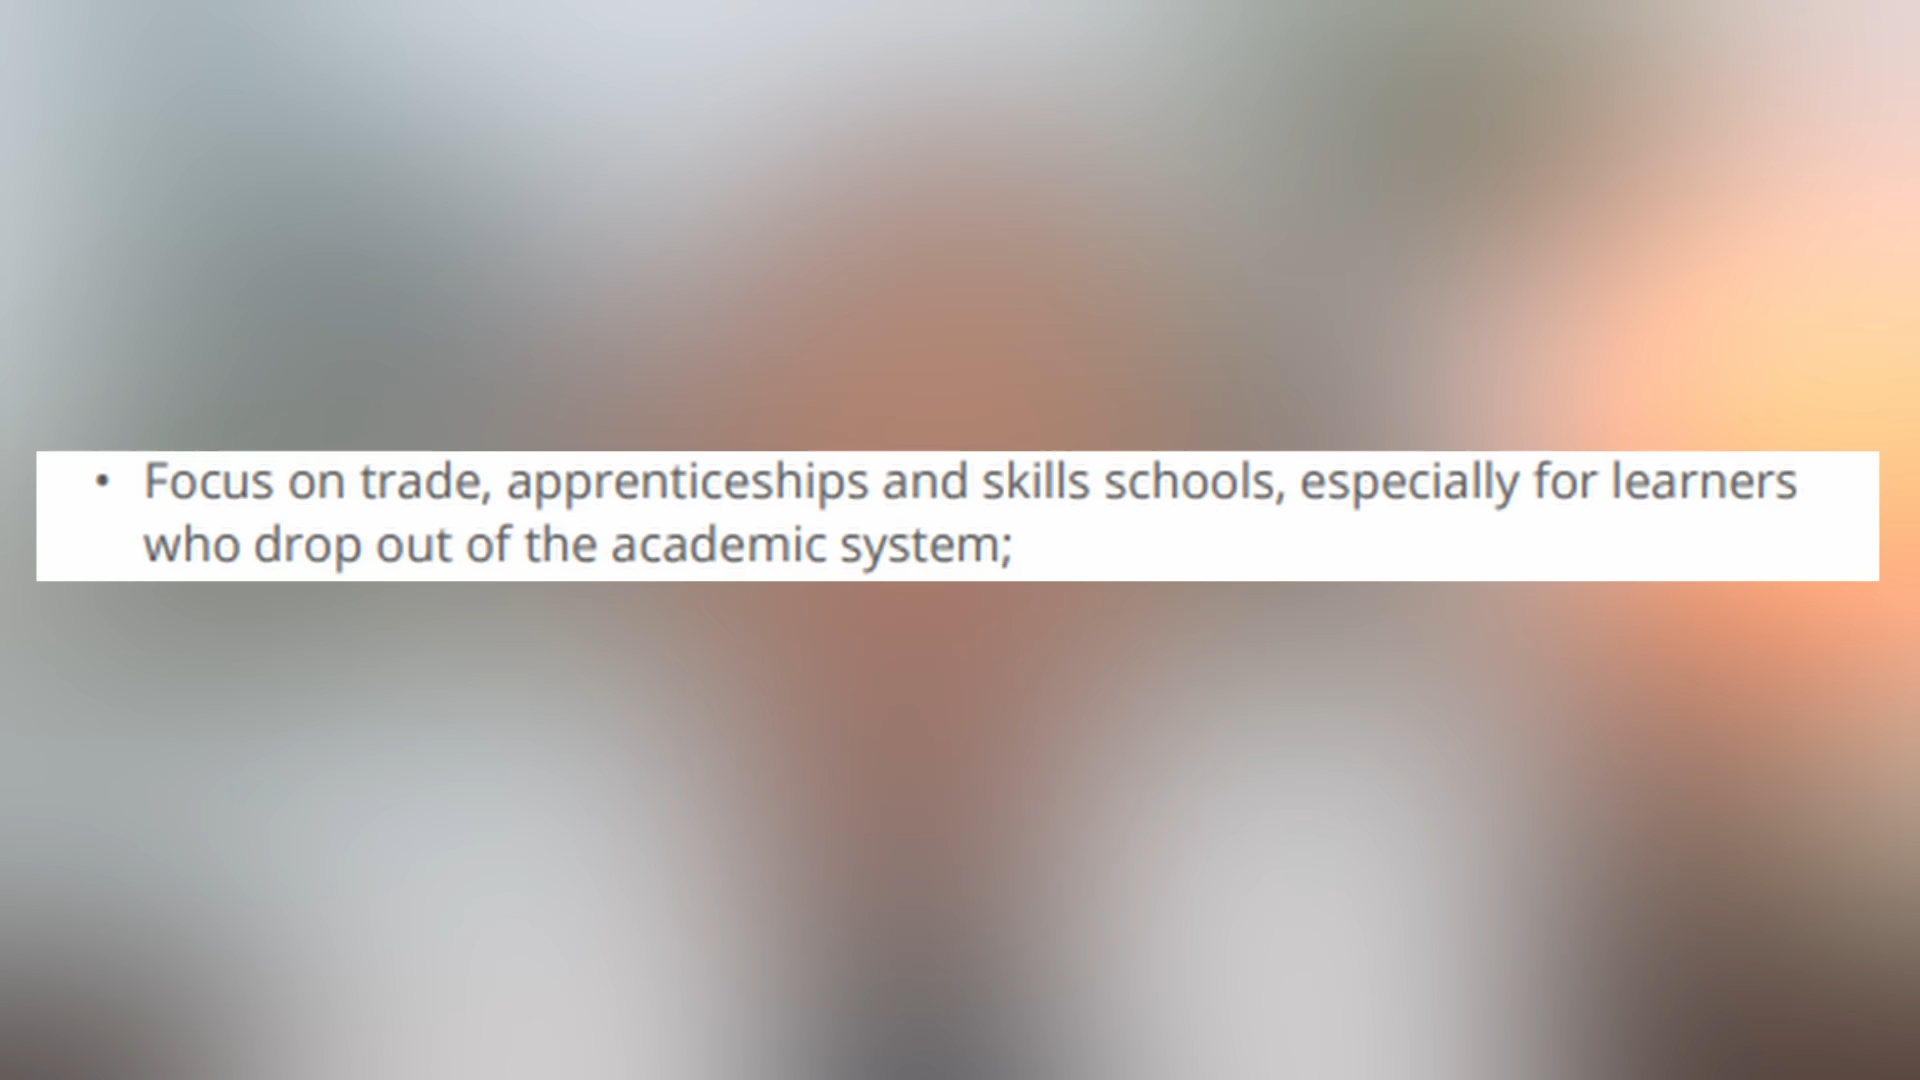 • Focus on trade, apprenticeships and skills schools, especially for learners
who drop out of the academic system;